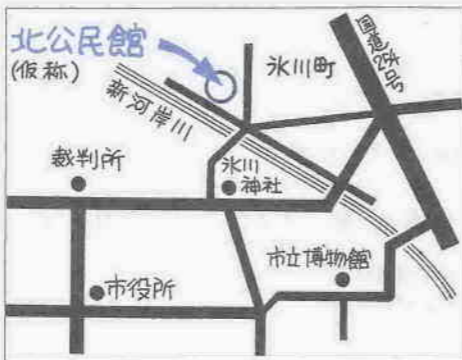 北公民館
(仮称)
氷川町
国道254号
新河岸川
裁判所
氷川
神社
市立博物館
市役所